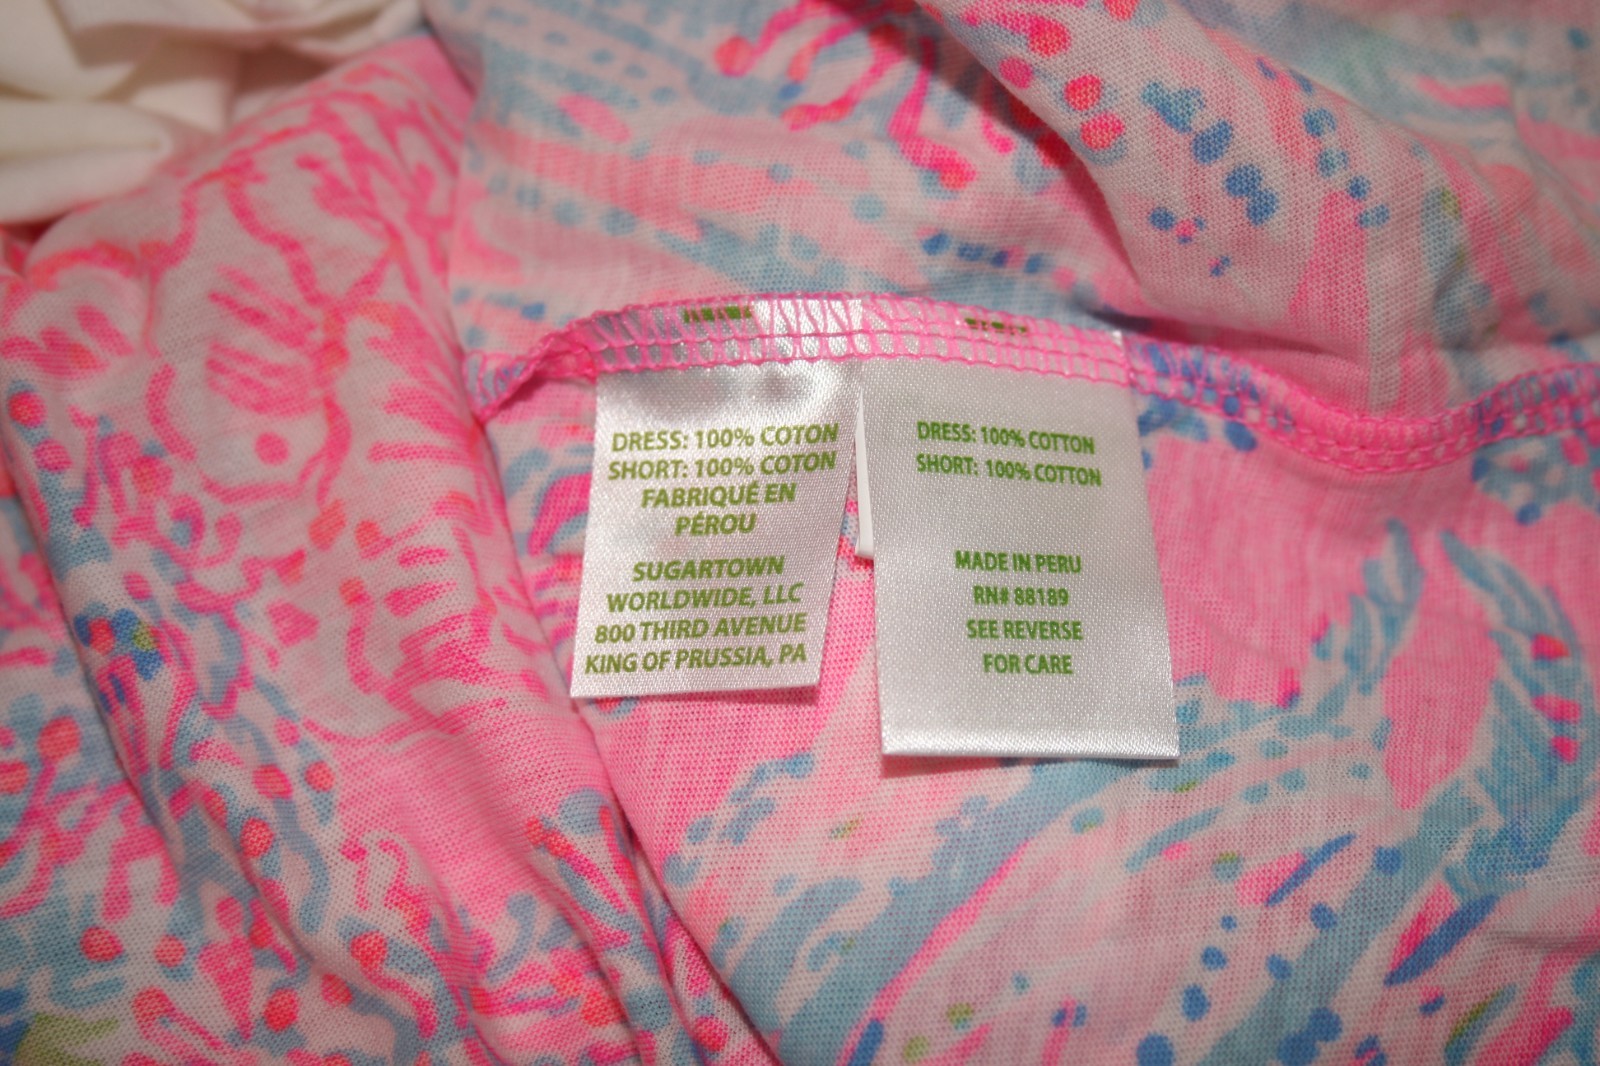 DRESS: 100% COTON
SHORT: 100% COTON
FABRIQUÉ EN
PÉROU
SUGARTOWN
WORLDWIDE, LLC
800 THIRD AVENUE
KING OF PRUSSIA, PA
DRESS: 100% COTTON
SHORT: 100% COTTON
MADE IN PERU
RN# 88189
SEE REVERSE
FOR CARE